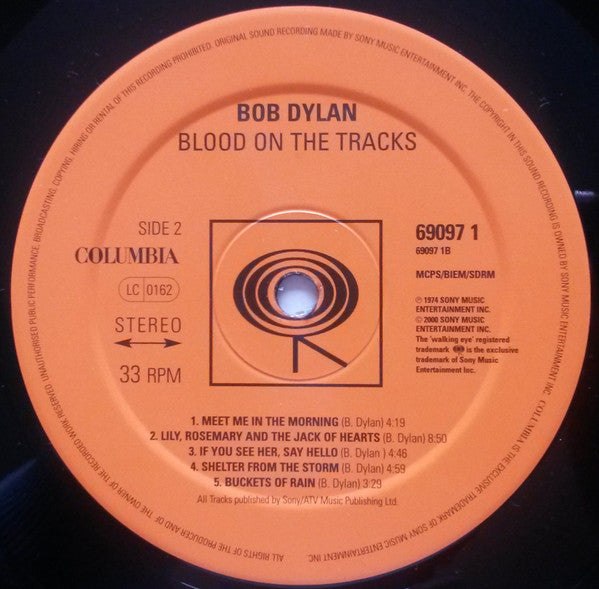 UNAUTHORISED PUBLIC PERFORMANCE, BROADCASTING, COPYING, HIRING OR RENTAL OF THIS RECORDING PROHIBITED. ORIGINAL SOUND RECORDING MADE BY SONY MUSIC ENTERTAINMENT INC. THE COPYRIGHT IN THIS SOUND RECORDING IS OWNED BY SONY MUSIC ENTERTAINMENT INC. COLUMBIA IS THE EXCLUSIVE TRADEMARK OF SONY MUSIC ENTERTAINMENT INC
ALL RIGHTS OF THE PRODUCER AND OF THE OWNER OF THE RECORDED WORK RESERVED.
BOB DYLAN
BLOOD ON THE TRACKS
SIDE 2
COLUMBIA
LC 0162
STEREO
33 RPM
69097 1
69097 1B
MCPS/BIEM/SDRM
℗ 1974 SONY MUSIC
ENTERTAINMENT INC.
© 2000 SONY MUSIC
ENTERTAINMENT INC.
The 'walking eye' registered
trademark is the exclusive
trademark of Sony Music
Entertainment Inc.
1. MEET ME IN THE MORNING (B. Dylan) 4:19
2. LILY, ROSEMARY AND THE JACK OF HEARTS (B. Dylan) 8:50
3. IF YOU SEE HER, SAY HELLO (B. Dylan ) 4:46
4. SHELTER FROM THE STORM (B. Dylan) 4:59
5. BUCKETS OF RAIN (B. Dylan) 3:29
All Tracks published by Sony/ATV Music Publishing Ltd.